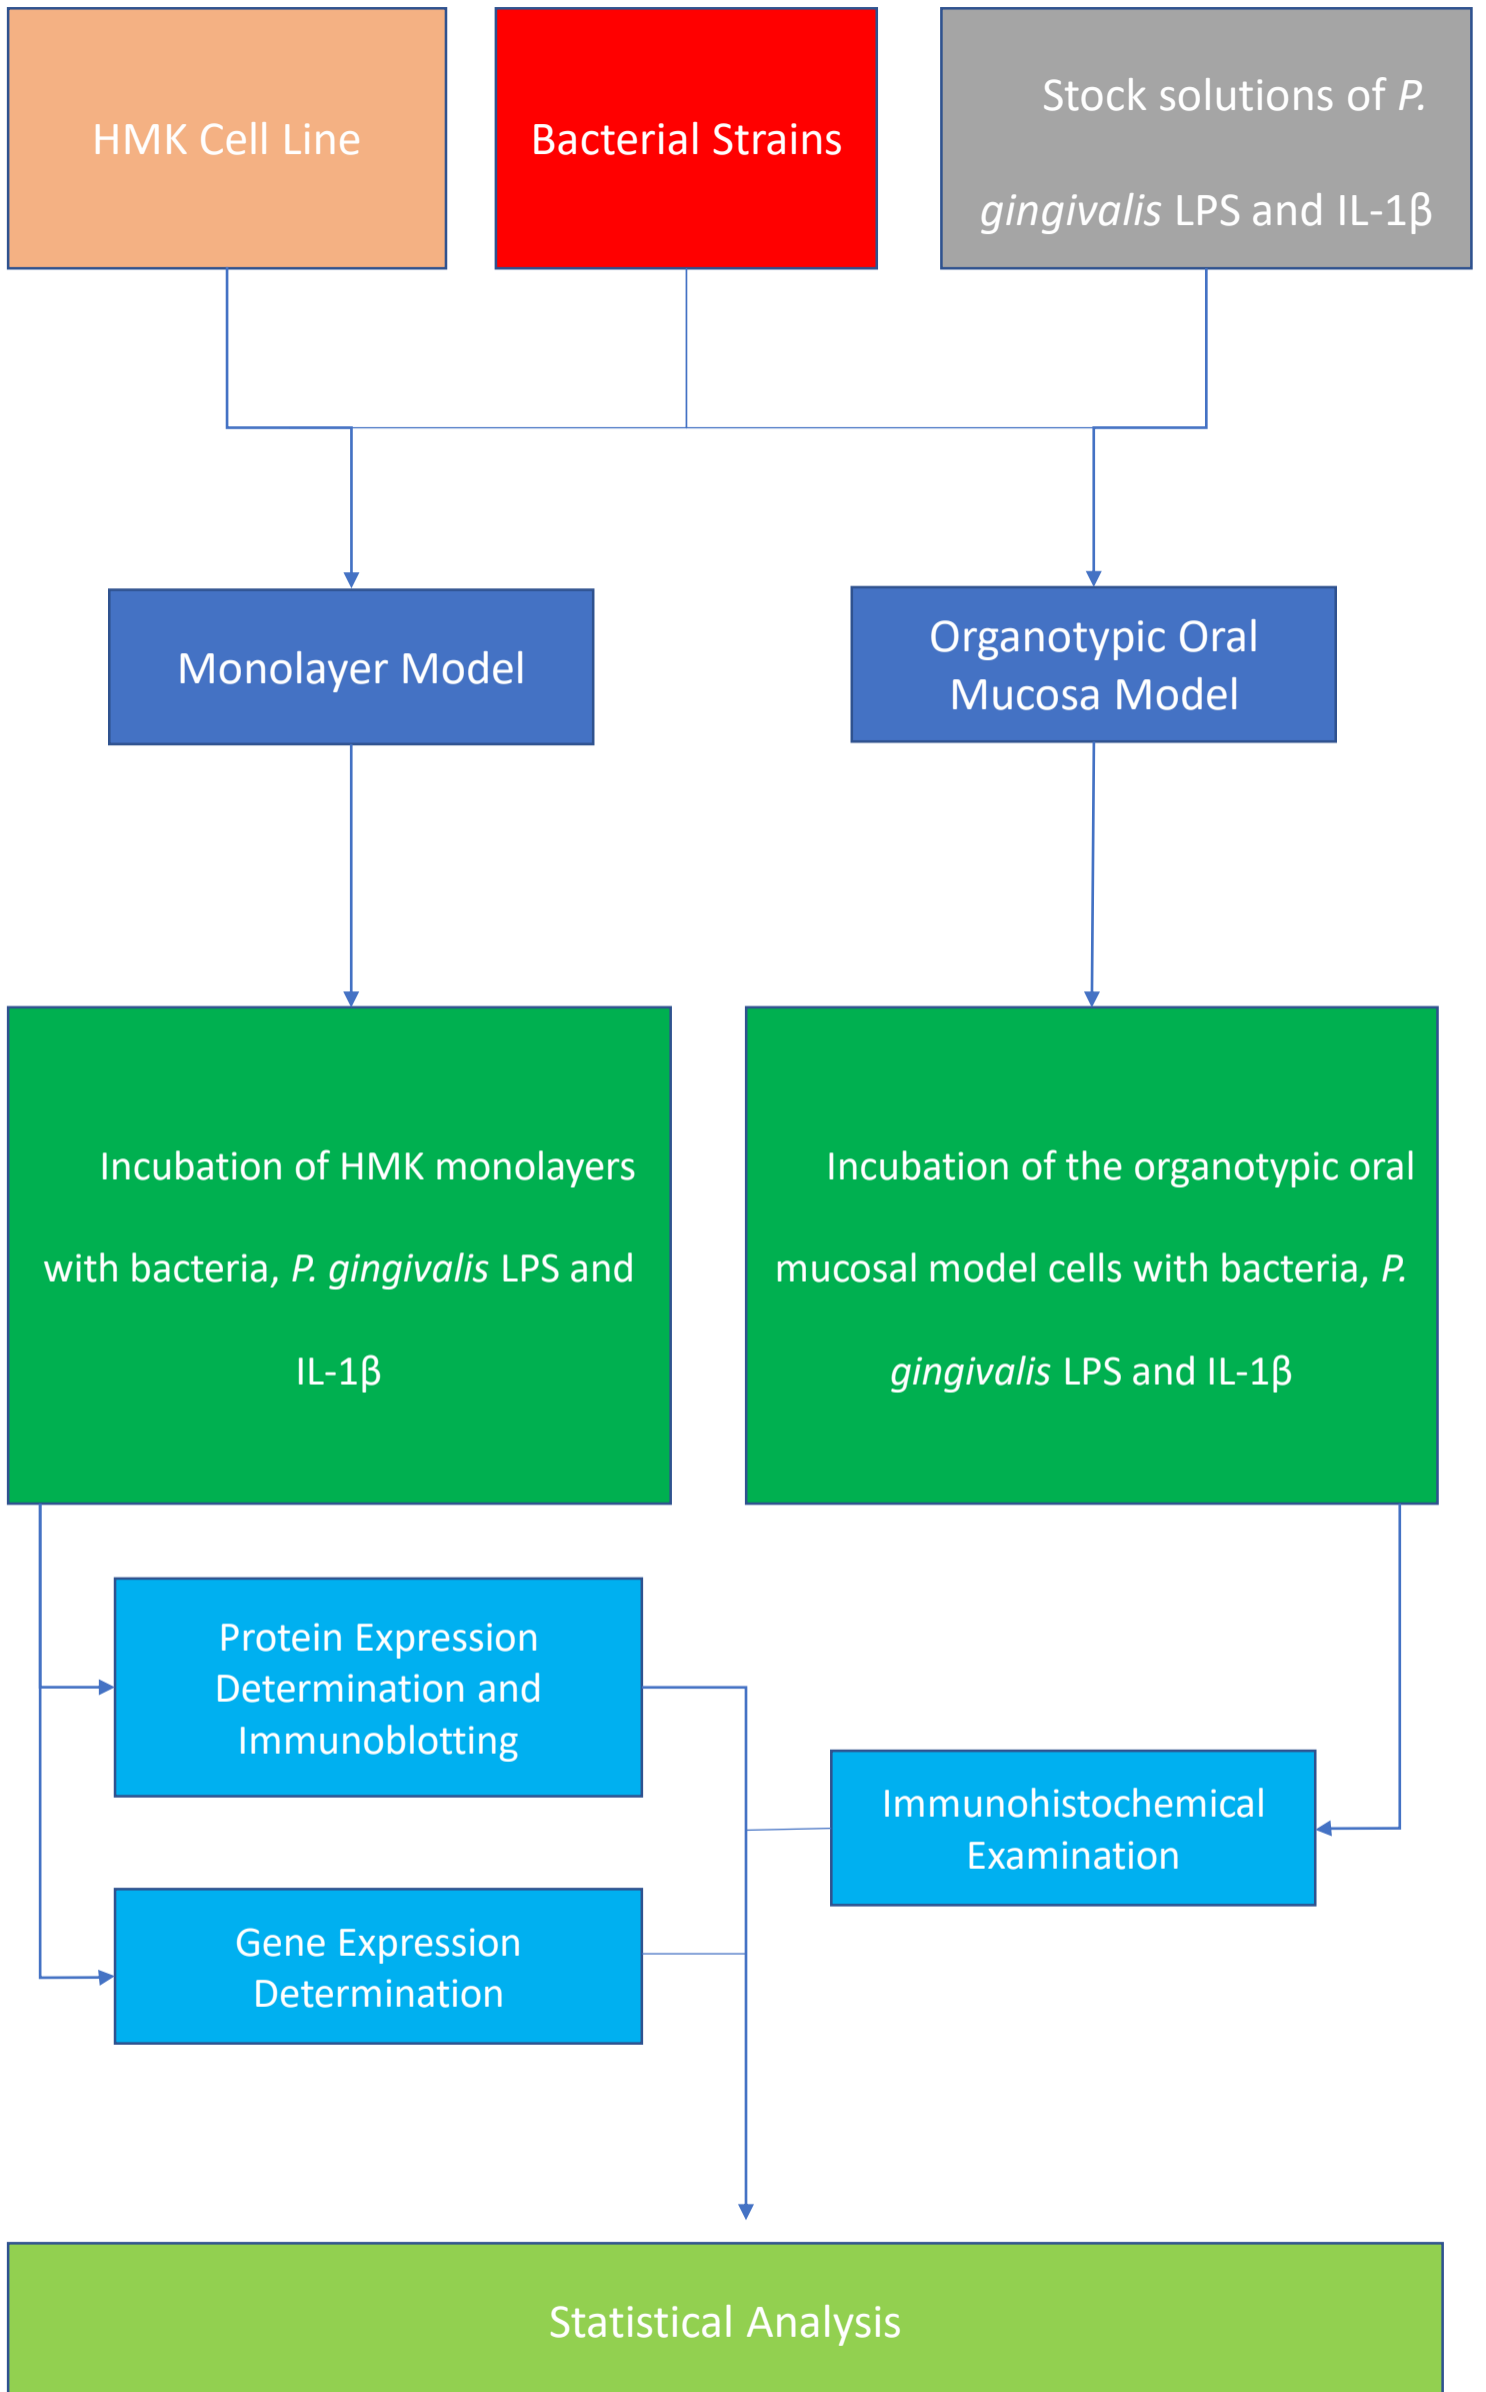 HMK Cell Line
Bacterial Strains
Stock solutions of P.
gingivalis LPS and IL-1β
Monolayer Model
Organotypic Oral
Mucosa Model
Incubation of HMK monolayers
with bacteria, P. gingivalis LPS and
IL-1β
Incubation of the organotypic oral
mucosal model cells with bacteria, P.
gingivalis LPS and IL-1β
Protein Expression
Determination and
Immunoblotting
Immunohistochemical
Examination
Gene Expression
Determination
Statistical Analysis